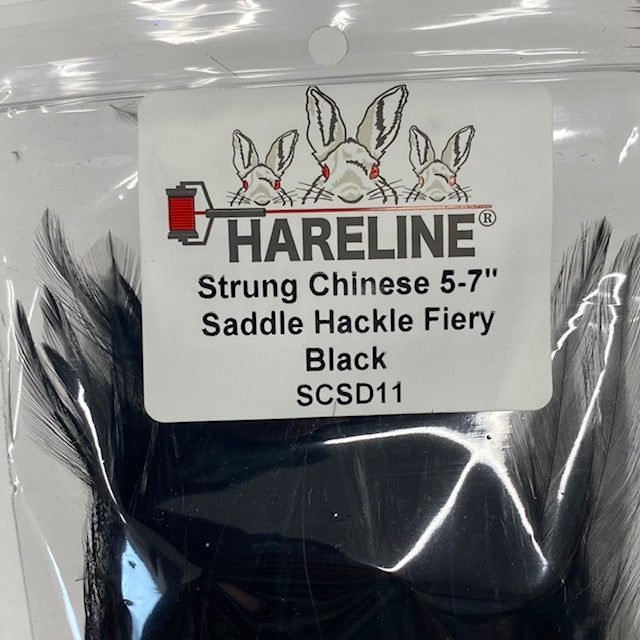 HARELINE®
Strung Chinese 5-7"
Saddle Hackle Fiery
Black
SCSD11